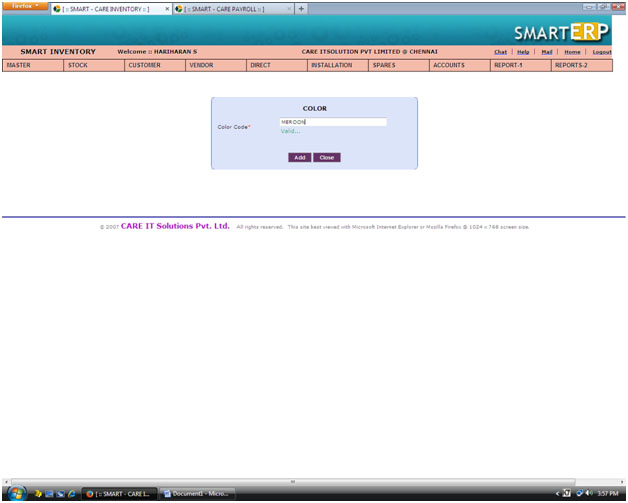 Firefox
[ :: SMART - CARE INVENTORY :: ] × [ :: SMART - CARE PAYROLL :: ] × +
SMARTERP
SMART INVENTORY Welcome :: HARIHARAN S CARE ITSOLUTION PVT LIMITED @ CHENNAI Chat | Help | Mail | Home | Logout
MASTER STOCK CUSTOMER VENDOR DIRECT INSTALLATION SPARES ACCOUNTS REPORT-1 REPORTS-2
COLOR
Color Code* MEROON
Valid...
Add Close
© 2007 CARE IT Solutions Pvt. Ltd. All rights reserved. This site best viewed with Microsoft Internet Explorer or Mozilla Firefox @ 1024 x 768 screen size.
[ :: SMART - CARE I... Document1 - Micro... 3:57 PM